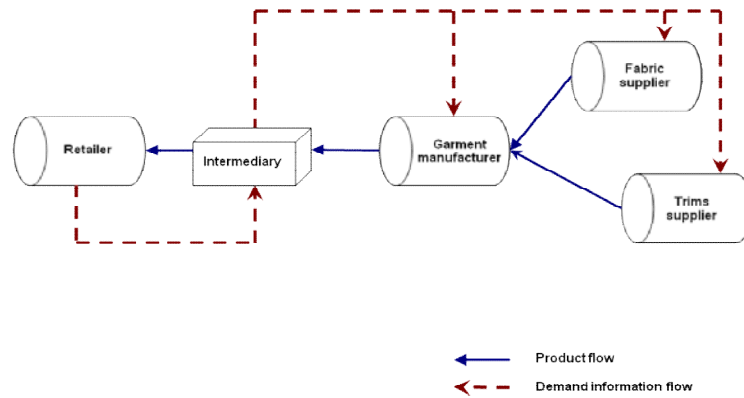 Fabric
supplier
Retailer
Intermediary
Garment
manufacturer
Trims
supplier
Product flow
Demand information flow